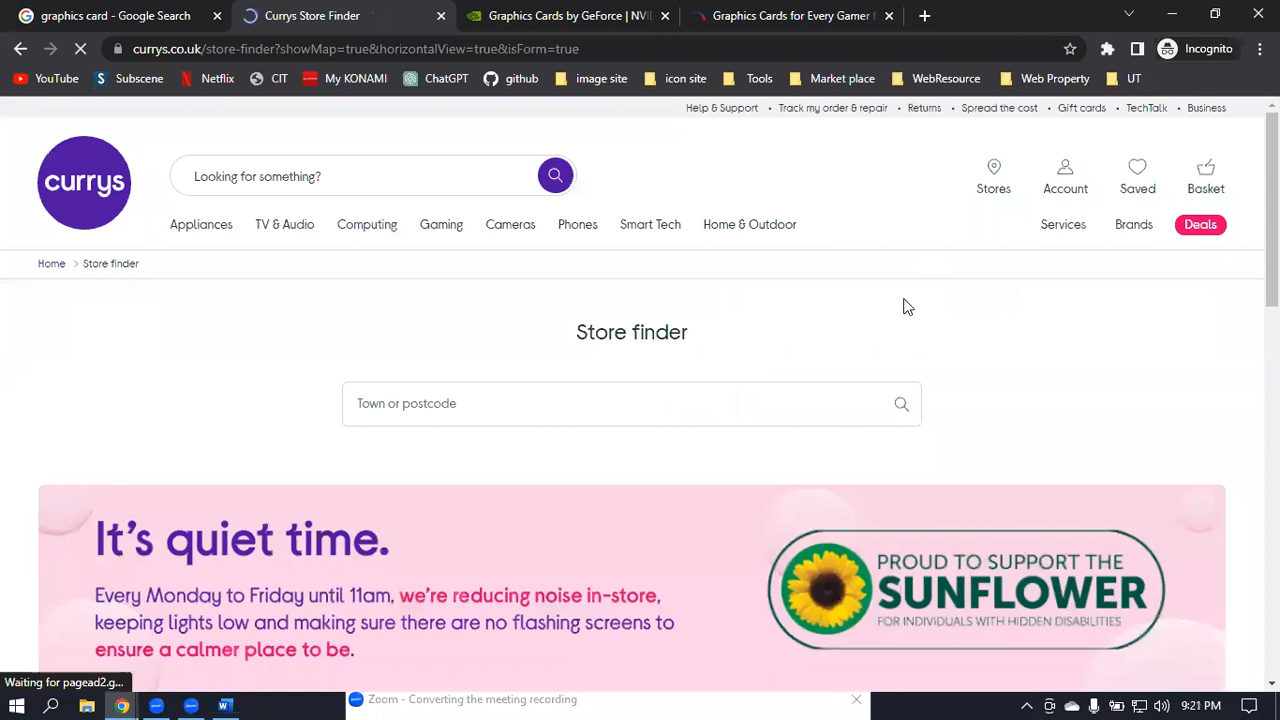 graphics card - Google Search
Currys Store Finder
Graphics Cards by GeForce | NVI
Graphics Cards for Every Gamer f
currys.co.uk/store-finder?showMap=true&horizontalView=true&isForm=true
Incognito
YouTube
Subscene
Netflix
CIT
My KONAMI
ChatGPT
github
image site
icon site
Tools
Market place
WebResource
Web Property
UT
Help & Support • Track my order & repair • Returns • Spread the cost • Gift cards • TechTalk • Business
currys
Looking for something?
Stores
Account
Saved
Basket
Appliances
TV & Audio
Computing
Gaming
Cameras
Phones
Smart Tech
Home & Outdoor
Services
Brands
Deals
Home > Store finder
Store finder
Town or postcode
It's quiet time.
Every Monday to Friday until 11am, we're reducing noise in-store,
keeping lights low and making sure there are no flashing screens to
ensure a calmer place to be.
PROUD TO SUPPORT THE
SUNFLOWER
FOR INDIVIDUALS WITH HIDDEN DISABILITIES
Waiting for pagead2.g...
Zoom - Converting the meeting recording
9:21 PM